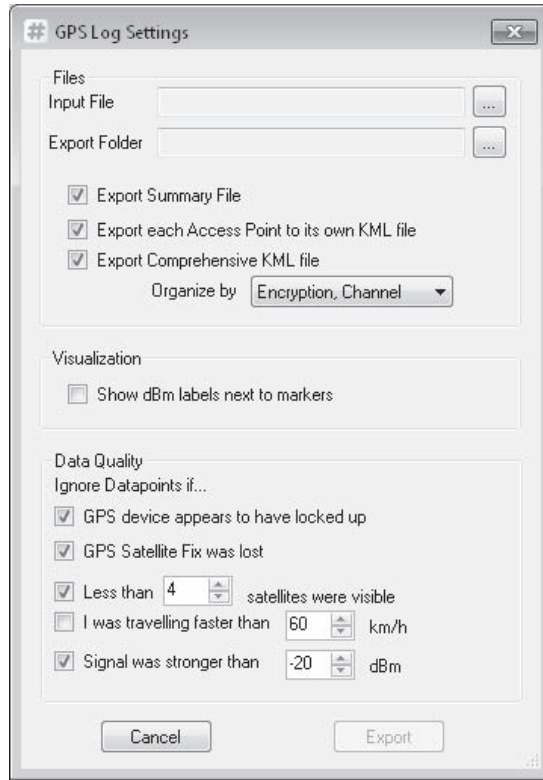 GPS Log Settings
Files
Input File ...
Export Folder ...
Export Summary File
Export each Access Point to its own KML file
Export Comprehensive KML file
Organize by Encryption, Channel
Visualization
Show dBm labels next to markers
Data Quality
Ignore Datapoints if...
GPS device appears to have locked up
GPS Satellite Fix was lost
Less than 4 satellites were visible
I was travelling faster than 60 km/h
Signal was stronger than -20 dBm
Cancel Export